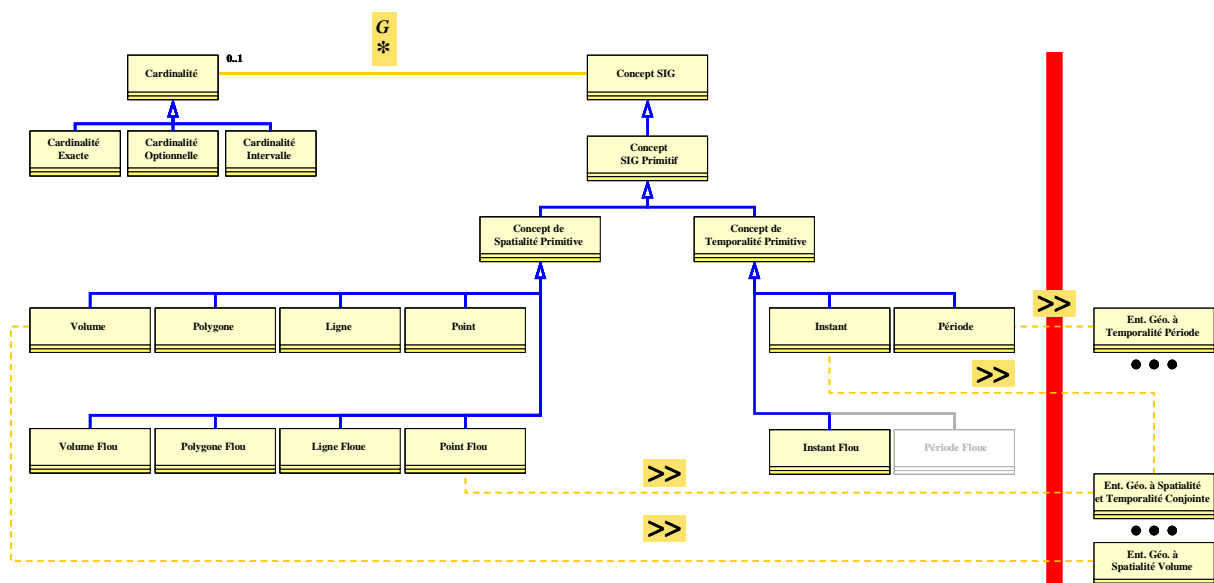 G
*
0..1
Cardinalité
Concept SIG
Cardinalité
Exacte
Cardinalité
Optionnelle
Cardinalité
Intervalle
Concept
SIG Primitif
Concept de
Spatialité Primitive
Concept de
Temporalité Primitive
>>
Volume
Polygone
Ligne
Point
Instant
Période
Ent. Géo. à
Temporalité Période
>>
Volume Flou
Polygone Flou
Ligne Floue
Point Flou
Instant Flou
Période Floue
>>
Ent. Géo. à Spatialité
et Temporalité Conjointe
>>
Ent. Géo. à
Spatialité Volume